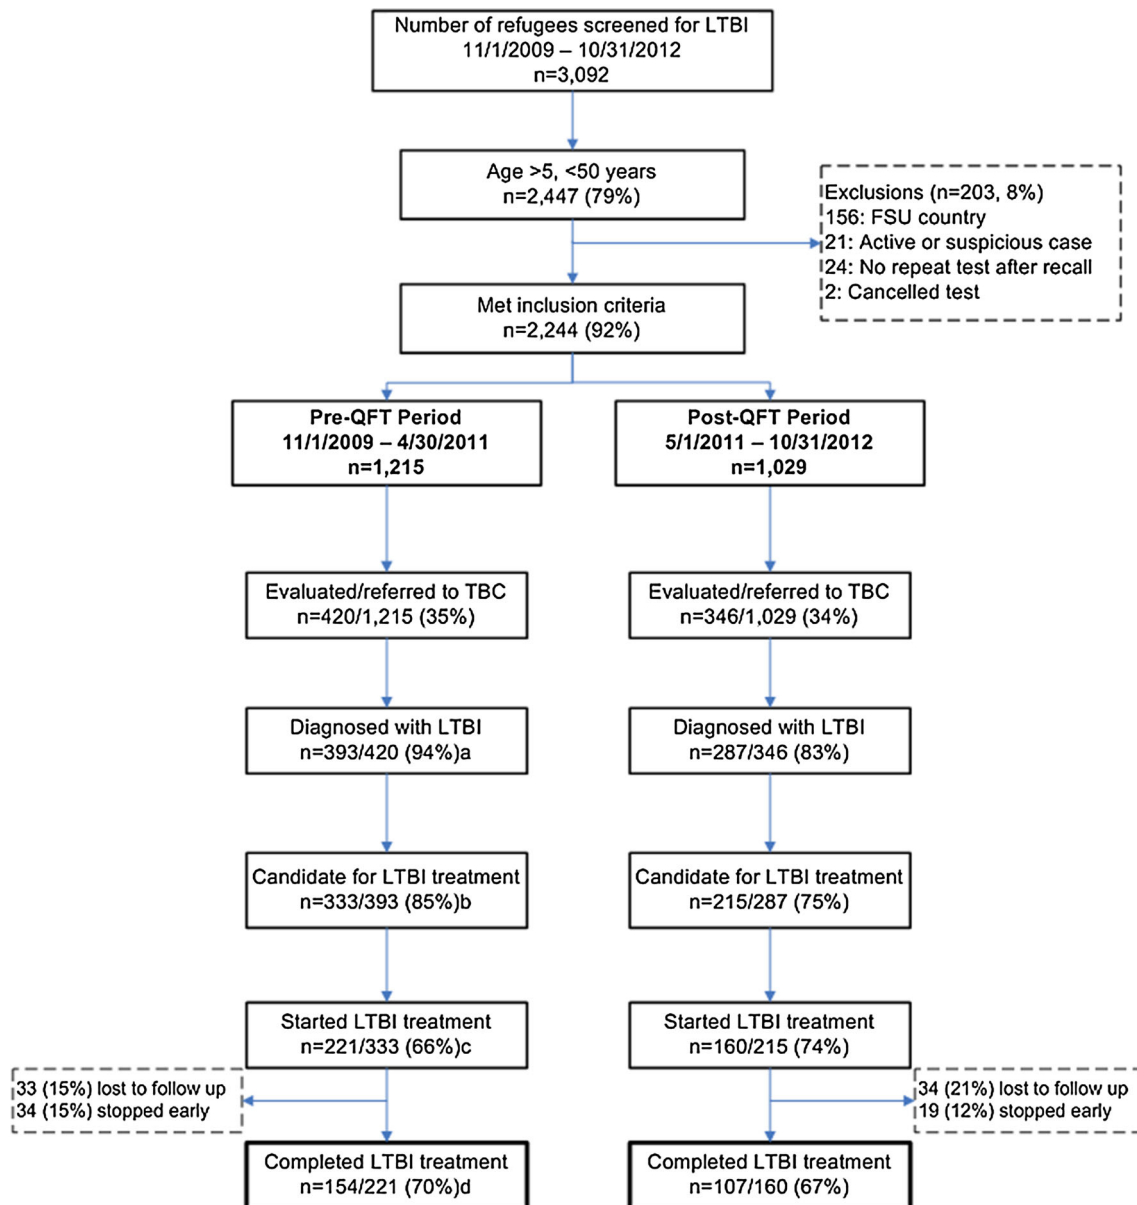 Number of refugees screened for LTBI
11/1/2009 – 10/31/2012
n=3,092
Age >5, <50 years
n=2,447 (79%)
Exclusions (n=203, 8%)
156: FSU country
21: Active or suspicious case
24: No repeat test after recall
2: Cancelled test
Met inclusion criteria
n=2,244 (92%)
Pre-QFT Period
11/1/2009 – 4/30/2011
n=1,215
Post-QFT Period
5/1/2011 – 10/31/2012
n=1,029
Evaluated/referred to TBC
n=420/1,215 (35%)
Evaluated/referred to TBC
n=346/1,029 (34%)
Diagnosed with LTBI
n=393/420 (94%)a
Diagnosed with LTBI
n=287/346 (83%)
Candidate for LTBI treatment
n=333/393 (85%)b
Candidate for LTBI treatment
n=215/287 (75%)
Started LTBI treatment
n=221/333 (66%)c
Started LTBI treatment
n=160/215 (74%)
33 (15%) lost to follow up
34 (15%) stopped early
34 (21%) lost to follow up
19 (12%) stopped early
Completed LTBI treatment
n=154/221 (70%)d
Completed LTBI treatment
n=107/160 (67%)